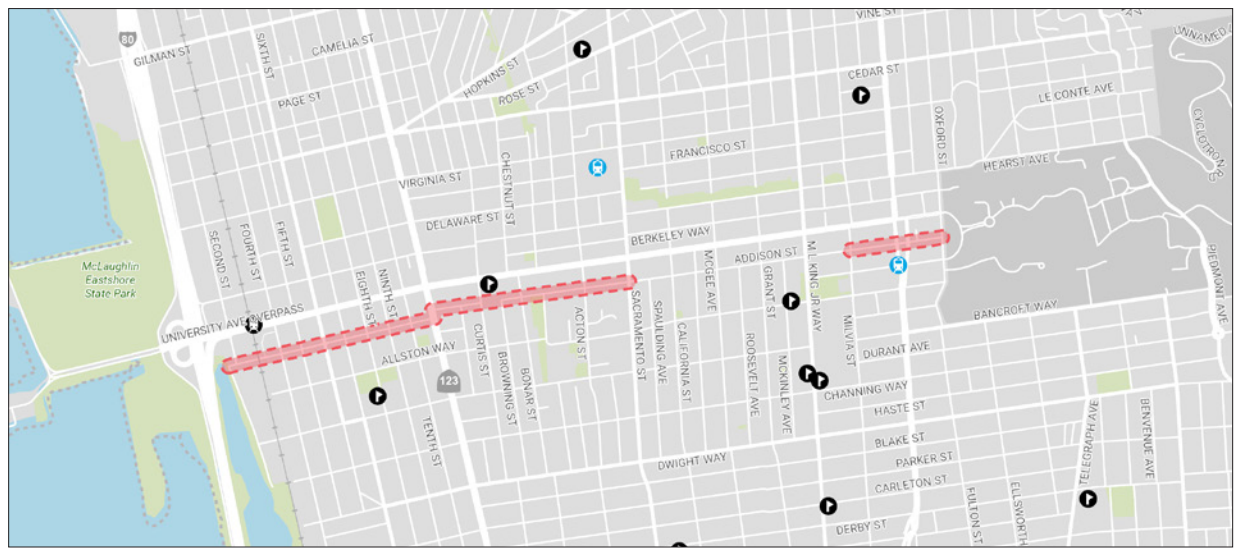 80
GILMAN ST
SIXTH ST
CAMELIA ST
PAGE ST
HOPKINS ST
ROSE ST
VINE ST
CEDAR ST
UNNAMED
LE CONTE AVE
OXFORD ST
CYCLOTRON
FRANCISCO ST
HEARST AVE
CHESTNUT ST
VIRGINIA ST
DELAWARE ST
BERKELEY WAY
ADDISON ST
M L KING JR WAY
MCGEE AVE
GRANT ST
PIEDMONT AVE
SECOND ST
FOURTH ST
FIFTH ST
EIGHTH ST
NINTH ST
McLaughlin
Eastshore
State Park
UNIVERSITY AVE OVERPASS
ALLSTON WAY
123
TENTH ST
CURTIS ST
BROWNING ST
BONAR ST
ACTON ST
SACRAMENTO ST
SPAULDING AVE
CALIFORNIA ST
ROOSEVELT AVE
MCKINLEY AVE
MILVIA ST
BANCROFT WAY
DURANT AVE
CHANNING WAY
HASTE ST
DWIGHT WAY
BLAKE ST
PARKER ST
CARLETON ST
DERBY ST
FULTON ST
ELLSWORTH
TELEGRAPH AVE
BENVENUE AVE